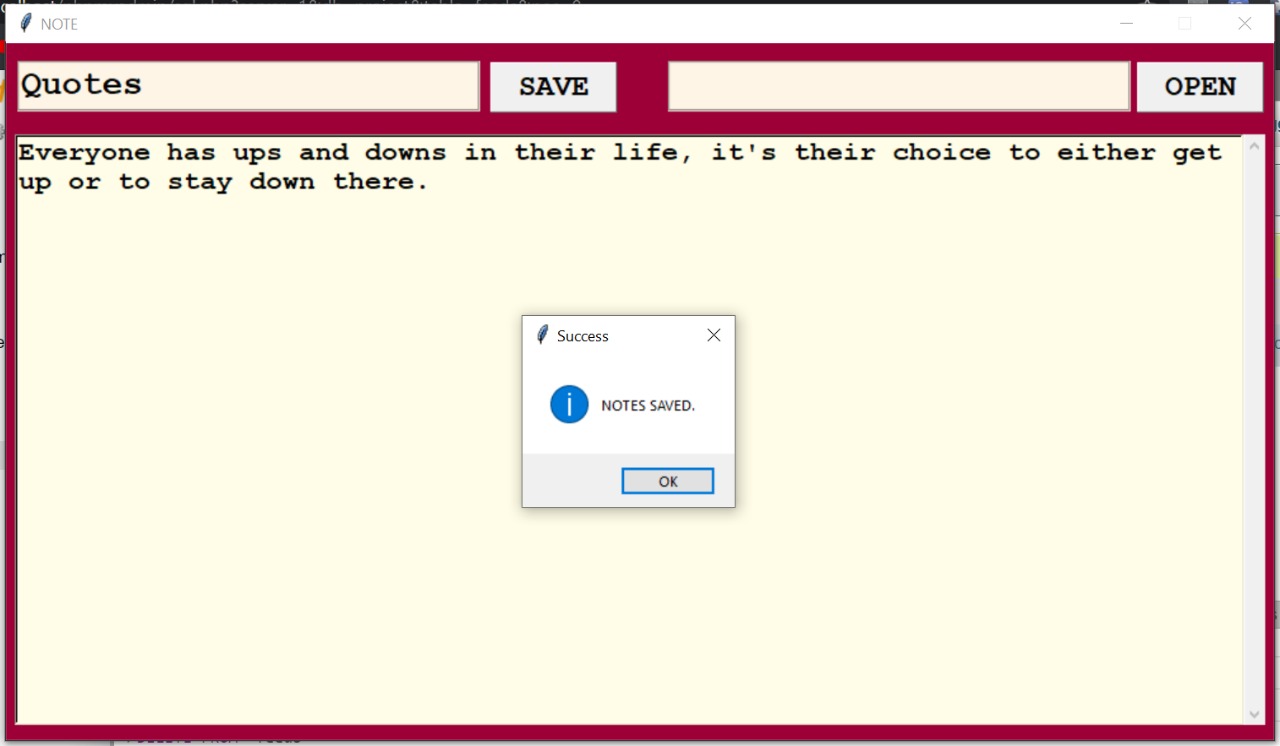 NOTE
Quotes
SAVE
OPEN
Everyone has ups and downs in their life, it's their choice to either get
up or to stay down there.
Success
NOTES SAVED.
OK